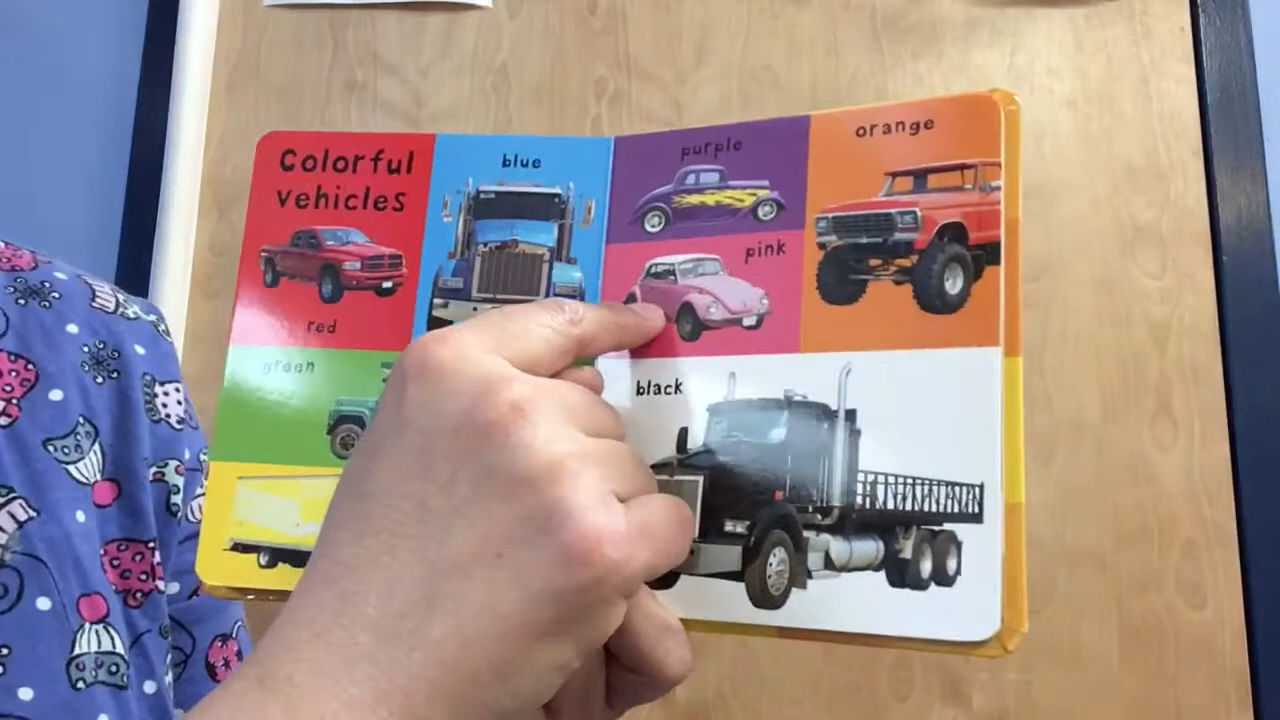 Colorful
vehicles
red
blue
purple
pink
orange
green
black